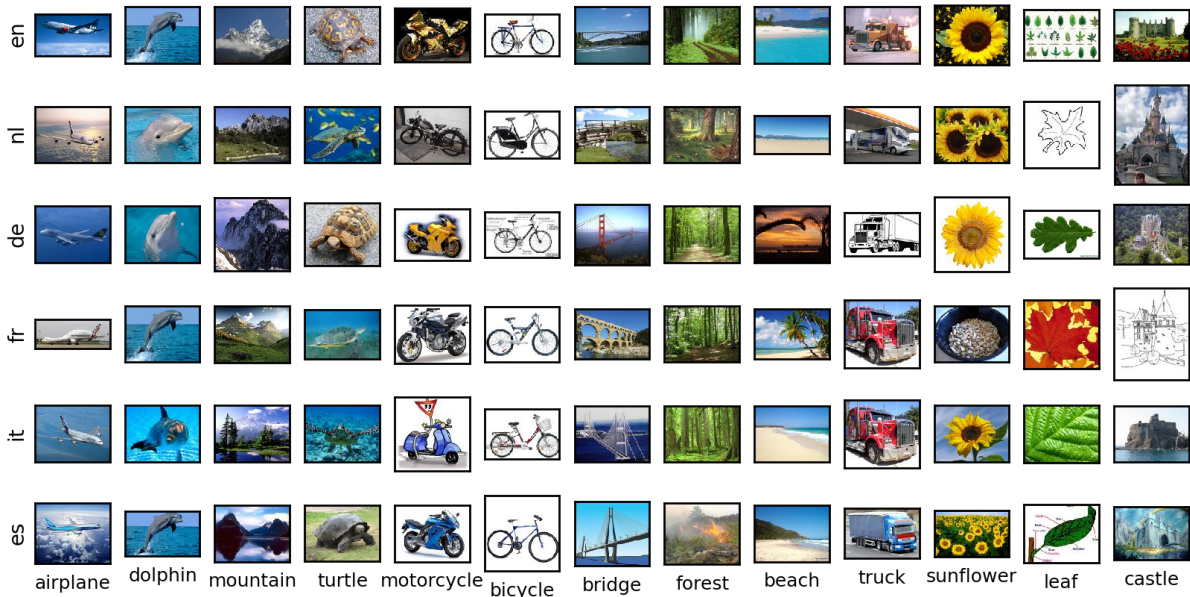 en
nl
de
fr
it
es
airplane dolphin mountain turtle motorcycle bicycle bridge forest beach truck sunflower leaf castle